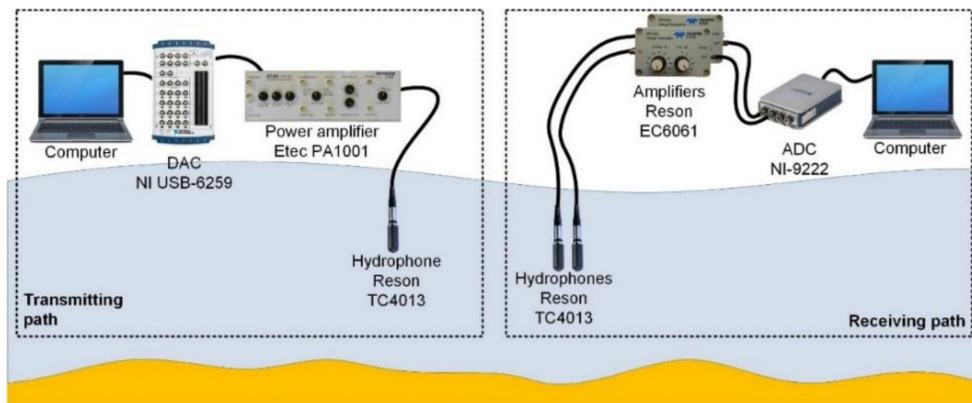 Computer
DAC
NI USB-6259
Power amplifier
Etec PA1001
Hydrophone
Reson
TC4013
Transmitting
path
Amplifiers
Reson
EC6061
ADC
NI-9222
Computer
Hydrophones
Reson
TC4013
Receiving path